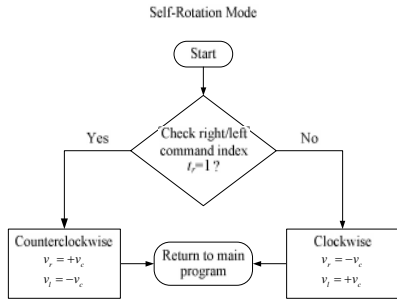 Self-Rotation Mode
Start
Yes
Check right/left
command index
t_r=1 ?
No
Counterclockwise
v_r = +v_c
v_l = −v_c
Return to main
program
Clockwise
v_r = −v_c
v_l = +v_c